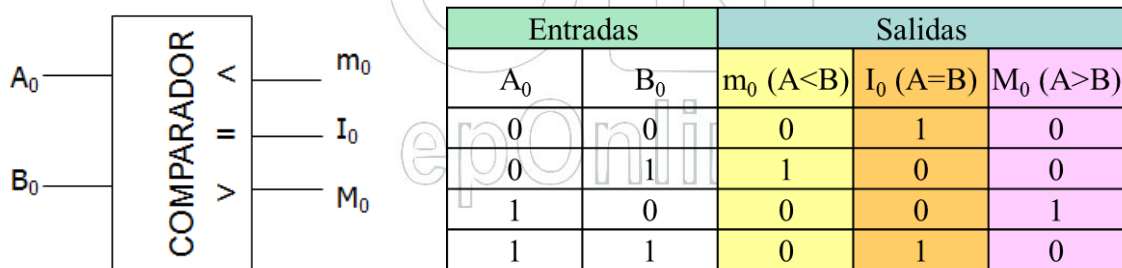 A₀
B₀
COMPARADOR
<
=
>
m₀
I₀
M₀
Entradas Salidas
A₀ B₀ m₀ (A<B) I₀ (A=B) M₀ (A>B)
0 0 0 1 0
0 1 1 0 0
1 0 0 0 1
1 1 0 1 0